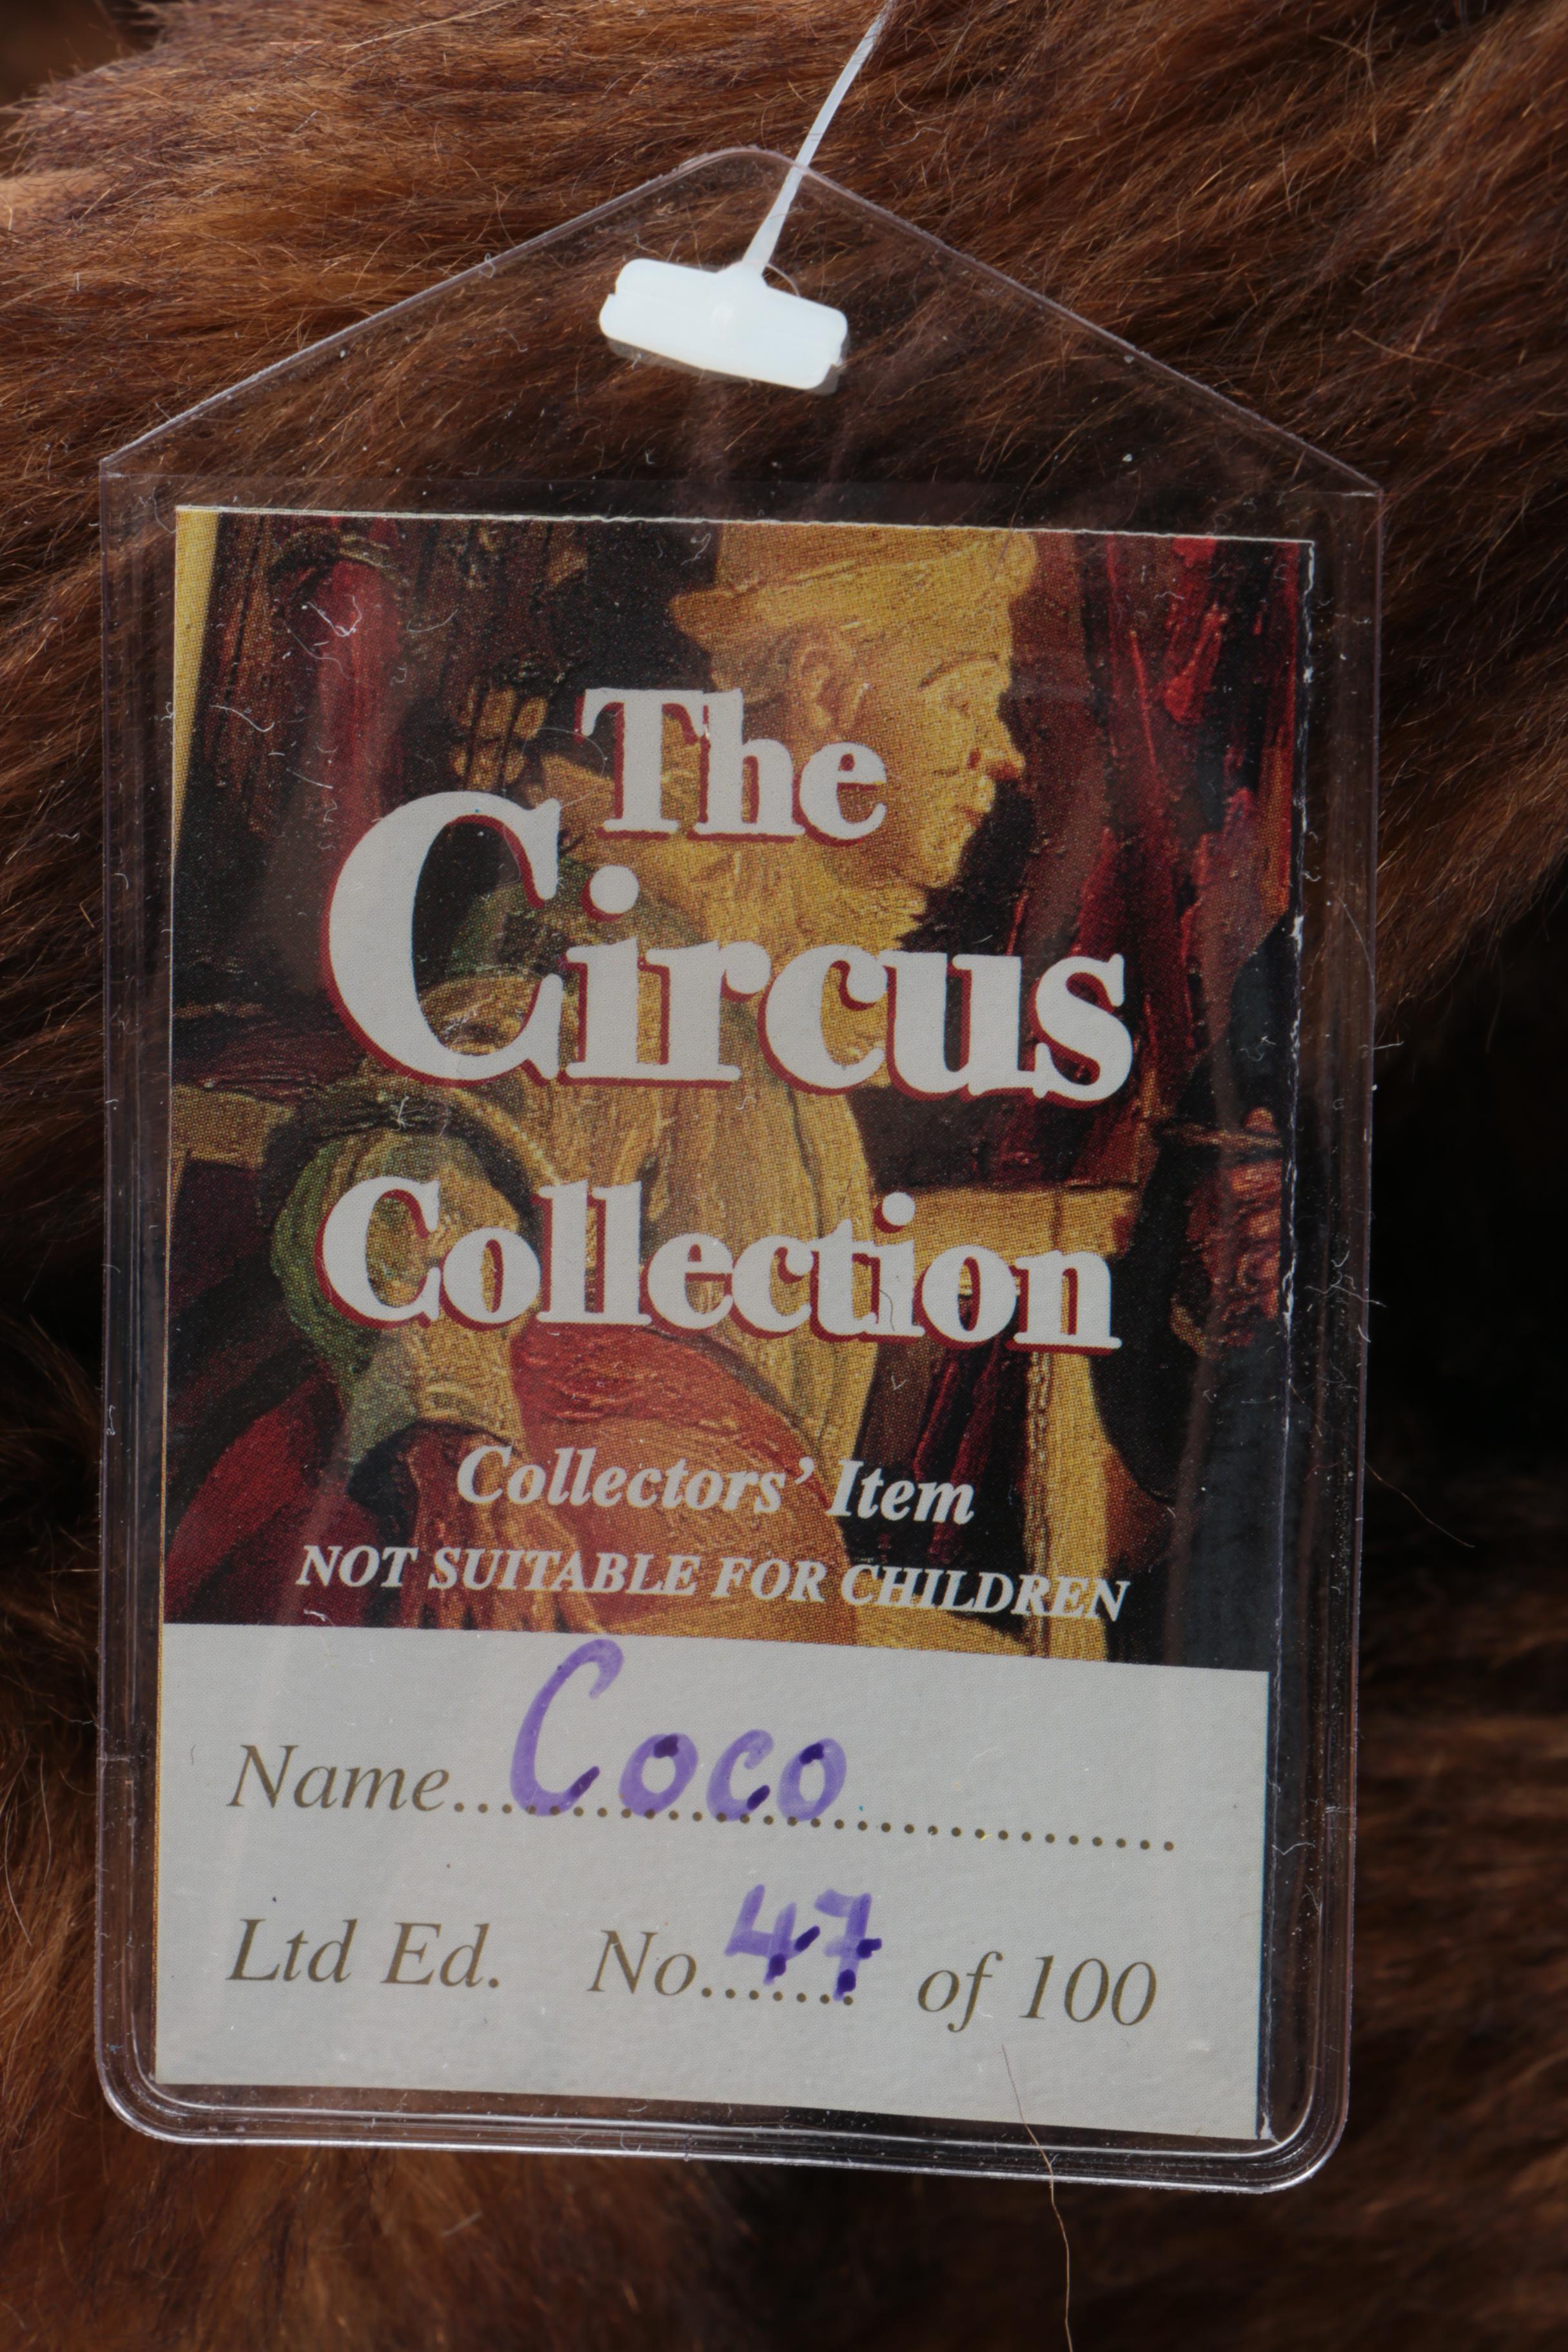 The
Circus
Collection
Collectors’ Item
NOT SUITABLE FOR CHILDREN
Name....Coco..............
Ltd Ed. No.47...... of 100